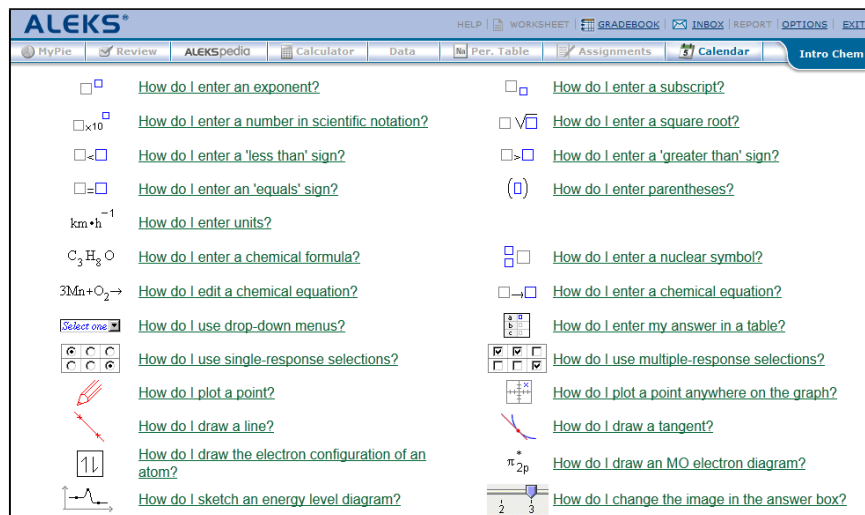 ALEKS®
HELP | WORKSHEET | GRADEBOOK | INBOX | REPORT | OPTIONS | EXIT
MyPie Review ALEKSpedia Calculator Data Na Per. Table Assignments 5 Calendar Intro Chem
How do I enter an exponent? How do I enter a subscript?
×10 How do I enter a number in scientific notation? √ How do I enter a square root?
< How do I enter a 'less than' sign? > How do I enter a 'greater than' sign?
= How do I enter an 'equals' sign? ( ) How do I enter parentheses?
km•h⁻¹ How do I enter units?
C₃H₈O How do I enter a chemical formula? How do I enter a nuclear symbol?
3Mn+O₂→ How do I edit a chemical equation? → How do I enter a chemical equation?
Select one How do I use drop-down menus? a b c How do I enter my answer in a table?
How do I use single-response selections? How do I use multiple-response selections?
How do I plot a point? How do I plot a point anywhere on the graph?
How do I draw a line? How do I draw a tangent?
How do I draw the electron configuration of an
atom? π*2p How do I draw an MO electron diagram?
How do I sketch an energy level diagram? 2 3 How do I change the image in the answer box?